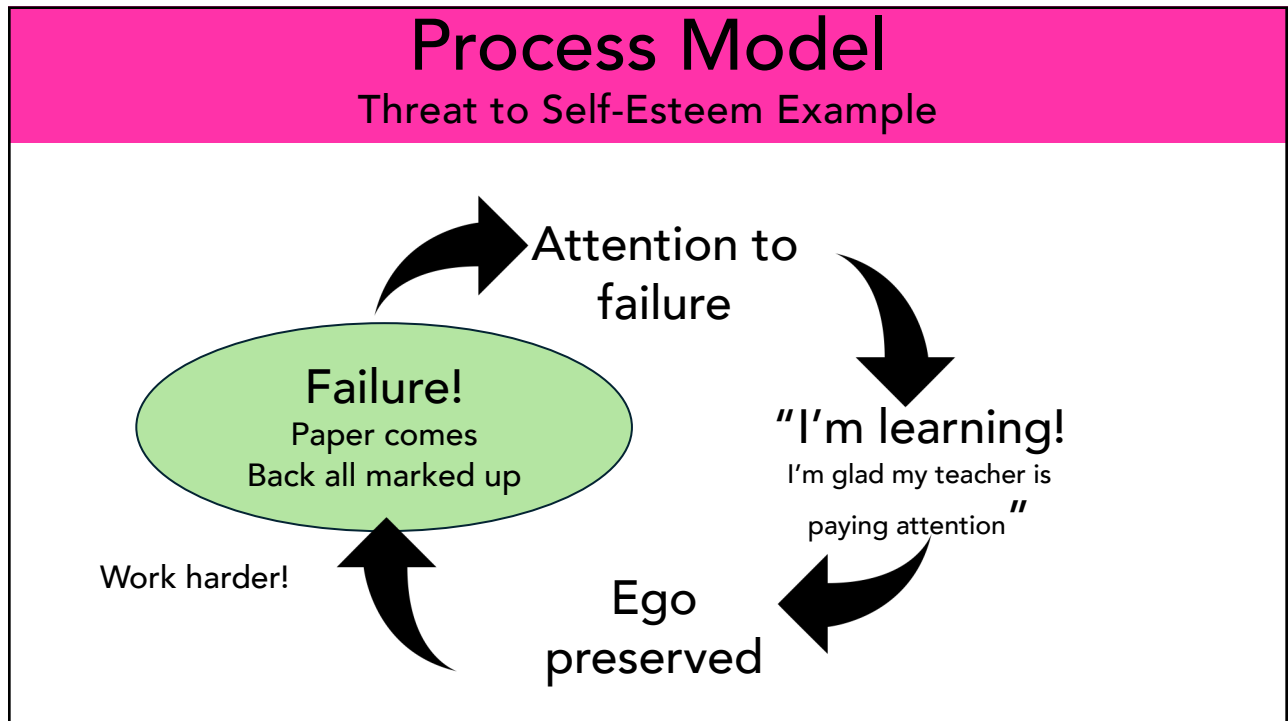 Process Model
Threat to Self-Esteem Example
Attention to
failure
Failure!
Paper comes
Back all marked up
"I'm learning!
I'm glad my teacher is
paying attention"
Work harder!
Ego
preserved